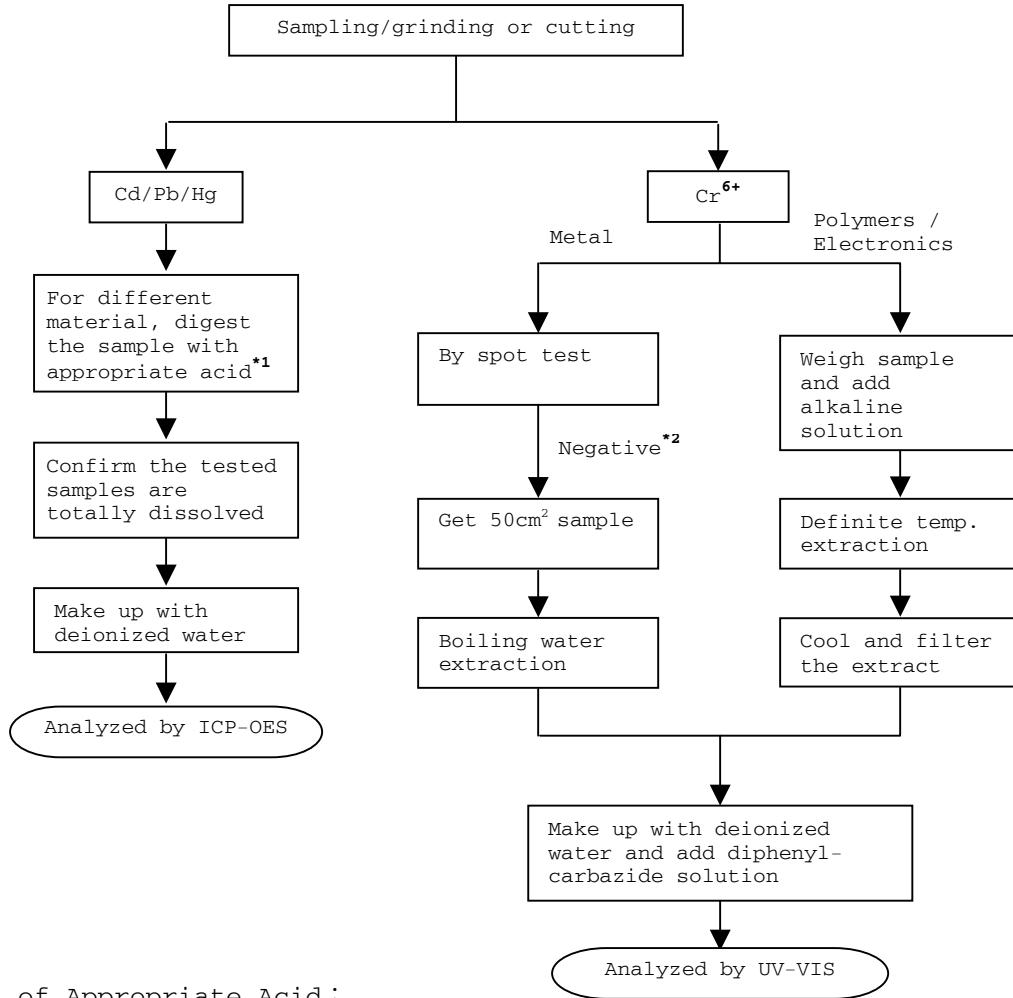 Sampling/grinding or cutting
Cd/Pb/Hg
For different
material, digest
the sample with
appropriate acid*1
Confirm the tested
samples are
totally dissolved
Make up with
deionized water
Analyzed by ICP-OES
Cr6+
Metal
Polymers /
Electronics
By spot test
Negative*2
Get 50cm2 sample
Boiling water
extraction
Weigh sample
and add
alkaline
solution
Definite temp.
extraction
Cool and filter
the extract
Make up with deionized
water and add diphenyl-
carbazide solution
Analyzed by UV-VIS
of Appropriate Acid: